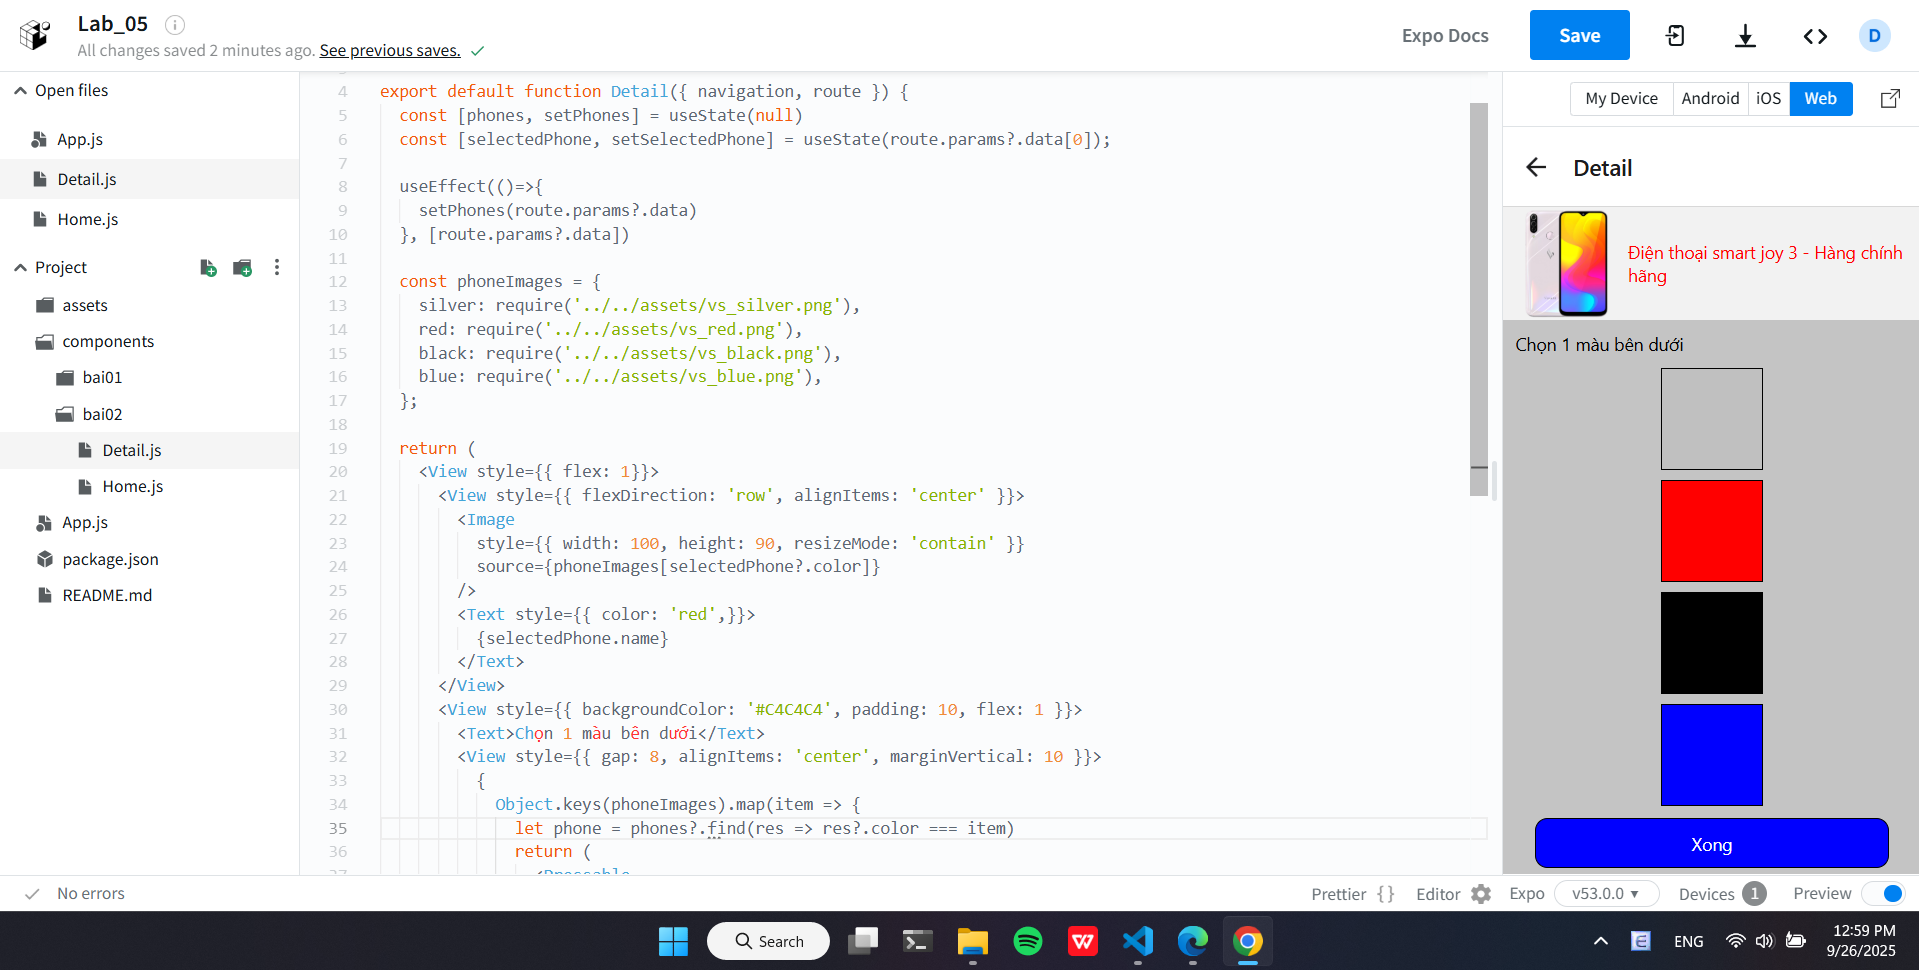 Lab_05
All changes saved 2 minutes ago. See previous saves.
Expo Docs
Save
D
Open files
App.js
Detail.js
Home.js
Project
assets
components
bai01
bai02
Detail.js
Home.js
App.js
package.json
README.md
4 export default function Detail({ navigation, route }) {
5 const [phones, setPhones] = useState(null)
6 const [selectedPhone, setSelectedPhone] = useState(route.params?.data[0]);
7
8 useEffect(()=>{
9 setPhones(route.params?.data)
10 }, [route.params?.data])
11
12 const phoneImages = {
13 silver: require('../../assets/vs_silver.png'),
14 red: require('../../assets/vs_red.png'),
15 black: require('../../assets/vs_black.png'),
16 blue: require('../../assets/vs_blue.png'),
17 };
18
19 return (
20 <View style={{ flex: 1}}>
21 <View style={{ flexDirection: 'row', alignItems: 'center' }}>
22 <Image
23 style={{ width: 100, height: 90, resizeMode: 'contain' }}
24 source={phoneImages[selectedPhone?.color]}
25 />
26 <Text style={{ color: 'red',}}>
27 {selectedPhone.name}
28 </Text>
29 </View>
30 <View style={{ backgroundColor: '#C4C4C4', padding: 10, flex: 1 }}>
31 <Text>Chọn 1 màu bên dưới</Text>
32 <View style={{ gap: 8, alignItems: 'center', marginVertical: 10 }}>
33 {
34 Object.keys(phoneImages).map(item => {
35 let phone = phones?.find(res => res?.color === item)
36 return (
37 <Pressable
My Device
Android
iOS
Web
Detail
Điện thoại smart joy 3 - Hàng chính
hãng
Chọn 1 màu bên dưới
Xong
No errors
Prettier {}
Editor
Expo
v53.0.0
Devices 1
Preview
Search
ENG
12:59 PM
9/26/2025